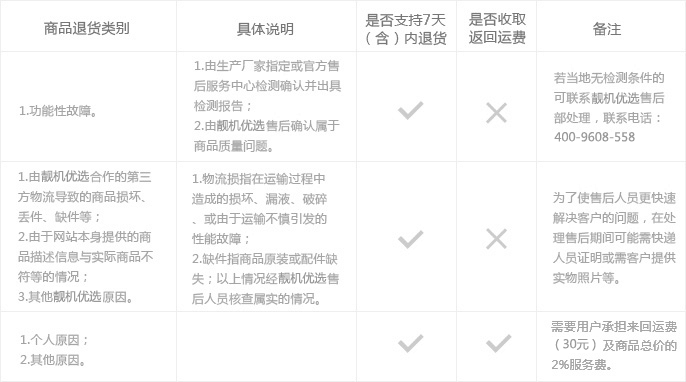 商品退货类别
具体说明
是否支持7天
（含）内退货
是否收取
返回运费
备注
1.功能性故障。
1.由生产厂家指定或官方售
后服务中心检测确认并出具
检测报告；
2.由靓机优选售后确认属于
商品质量问题。
若当地无检测条件的
可联系靓机优选售后
部处理，联系电话：
400-9608-558
1.由靓机优选合作的第三
方物流导致的商品损坏、
丢件、缺件等；
2.由于网站本身提供的商
品描述信息与实际商品不
符等的情况；
3.其他靓机优选原因。
1.物流损指在运输过程中
造成的损坏、漏液、破碎
、或由于运输不慎引发的
性能故障；
2.缺件指商品原装或配件缺
失；以上情况经靓机优选售
后人员核查属实的情况。
为了使售后人员更快速
解决客户的问题，在处
理售后期间可能需快递
人员证明或需客户提供
实物照片等。
1.个人原因；
2.其他原因。
需要用户承担来回运费
（30元）及商品总价的
2%服务费。